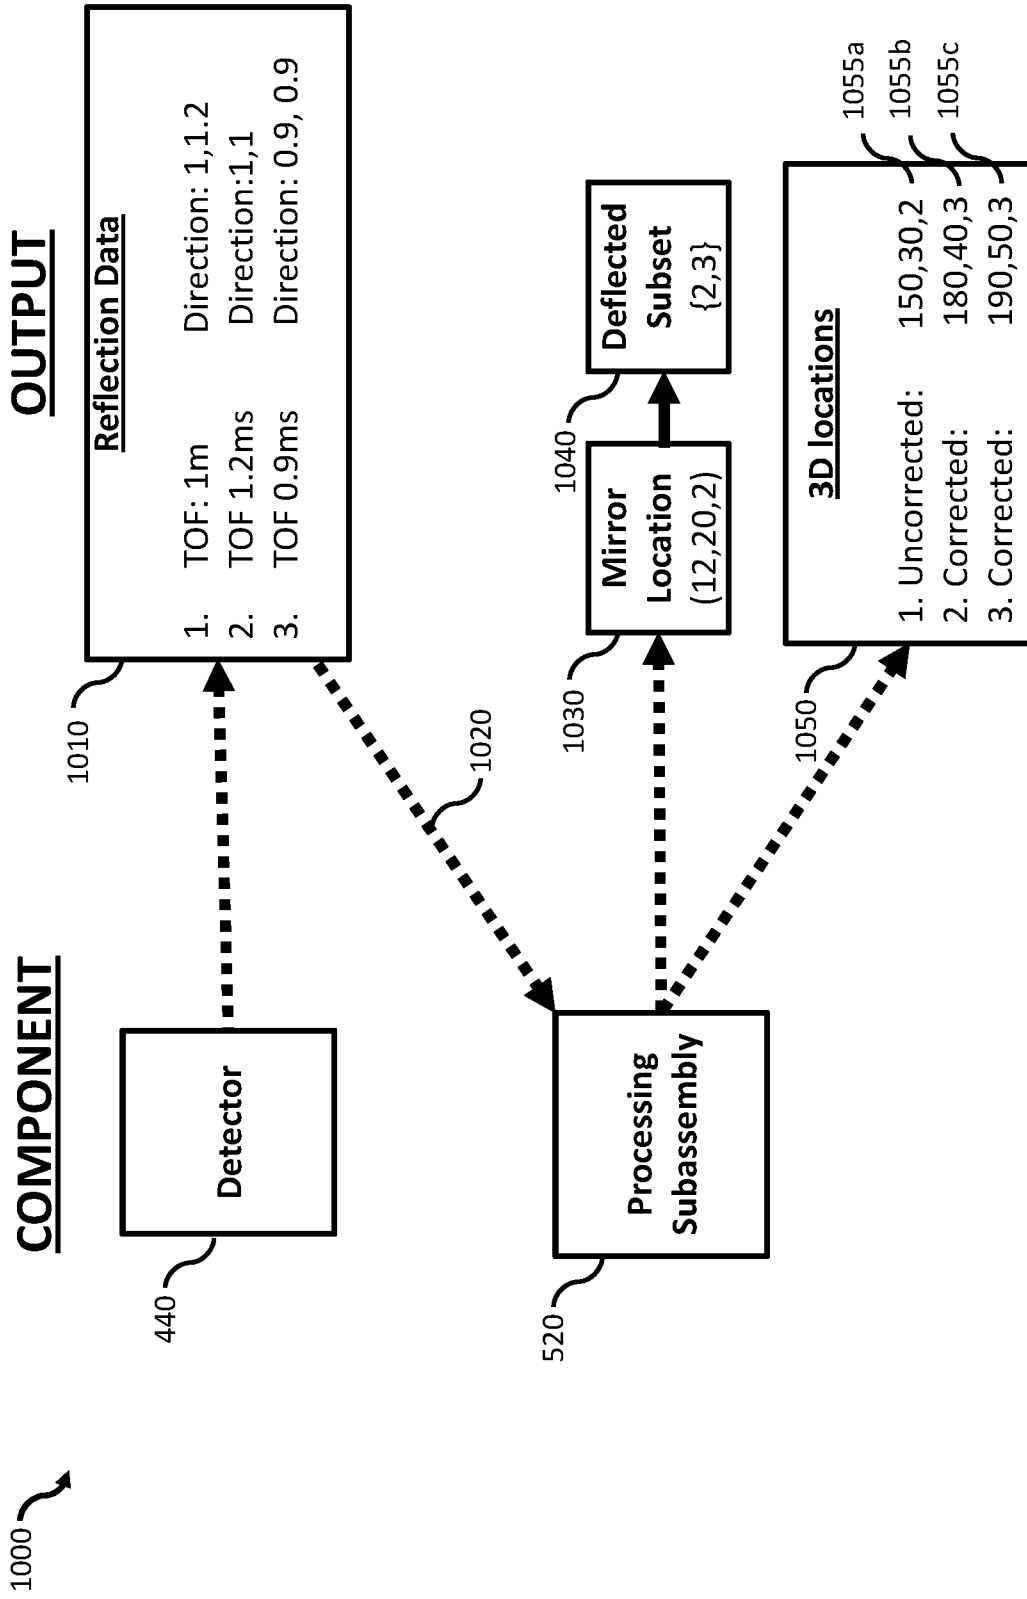 1000
COMPONENT
OUTPUT
440
Detector
1010
Reflection Data
1. TOF: 1m Direction: 1,1.2
2. TOF 1.2ms Direction:1,1
3. TOF 0.9ms Direction: 0.9, 0.9
1020
520
Processing
Subassembly
1030
Mirror
Location
(12,20,2)
1040
Deflected
Subset
{2,3}
1050
3D locations
1. Uncorrected: 150,30,2
2. Corrected: 180,40,3
3. Corrected: 190,50,3
1055a
1055b
1055c